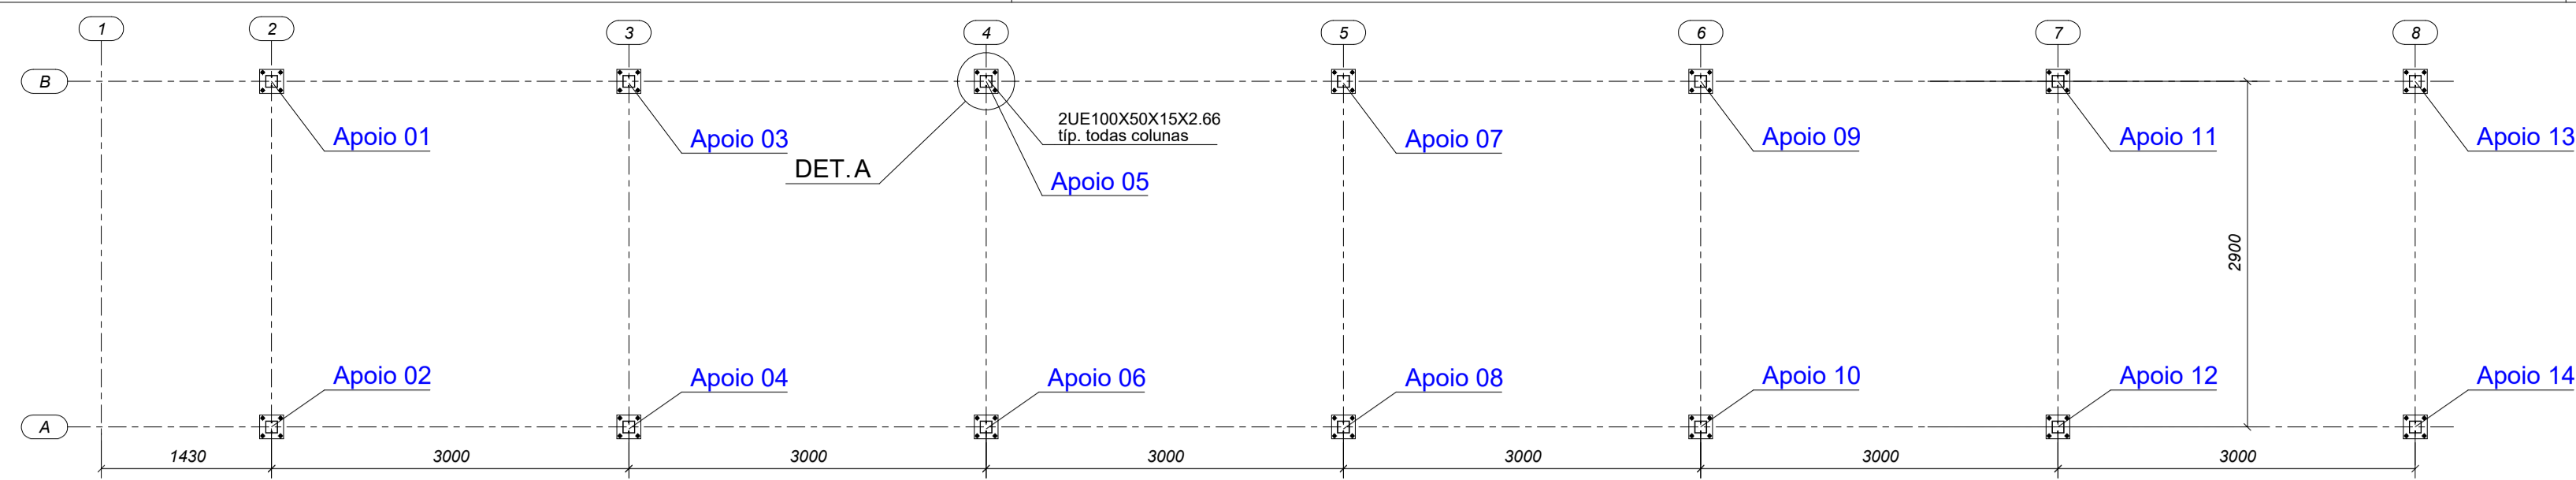 1 2 3 4 5 6 7 8
B
2UE100X50X15X2.66
típ. todas colunas
Apoio 01
Apoio 03
Apoio 07
Apoio 09
Apoio 11
Apoio 13
DET.A
Apoio 05
2900
Apoio 02
Apoio 04
Apoio 06
Apoio 08
Apoio 10
Apoio 12
Apoio 14
A
1430 3000 3000 3000 3000 3000 3000